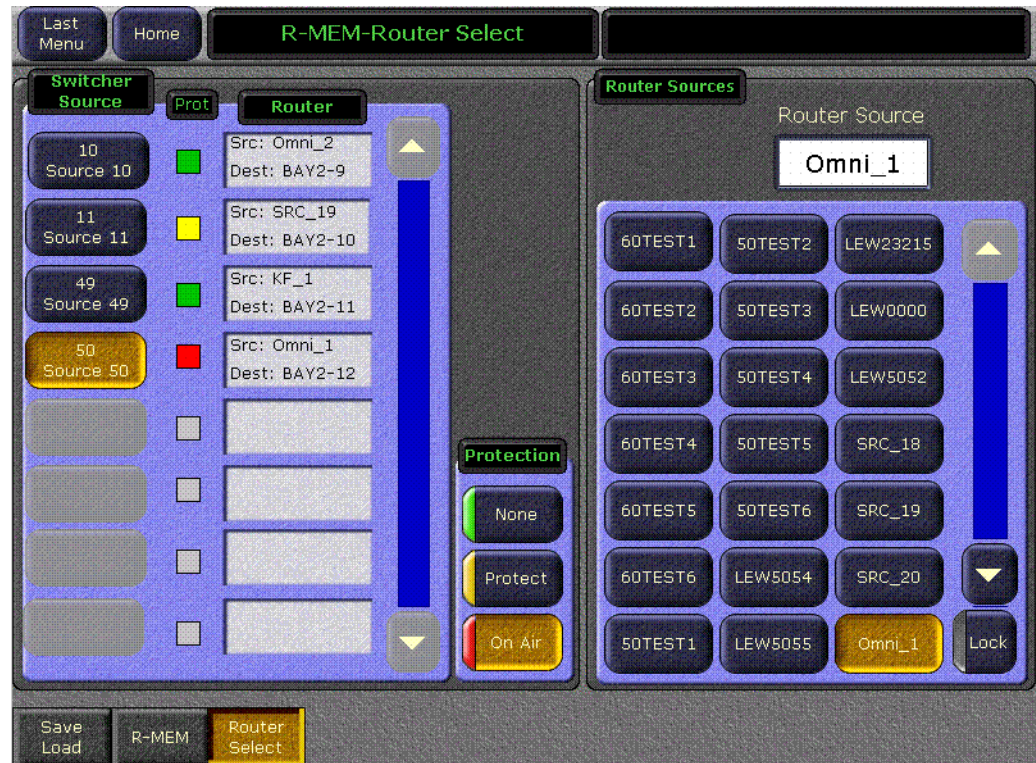 Last
Menu
Home
R-MEM-Router Select
Switcher
Source
Prot
Router
10
Source 10
Src: Omni_2
Dest: BAY2-9
11
Source 11
Src: SRC_19
Dest: BAY2-10
49
Source 49
Src: KF_1
Dest: BAY2-11
50
Source 50
Src: Omni_1
Dest: BAY2-12
Protection
None
Protect
On Air
Router Sources
Router Source
Omni_1
60TEST1 50TEST2 LEW23215
60TEST2 50TEST3 LEW0000
60TEST3 50TEST4 LEW5052
60TEST4 50TEST5 SRC_18
60TEST5 50TEST6 SRC_19
60TEST6 LEW5054 SRC_20
50TEST1 LEW5055 Omni_1 Lock
Save
Load
R-MEM
Router
Select